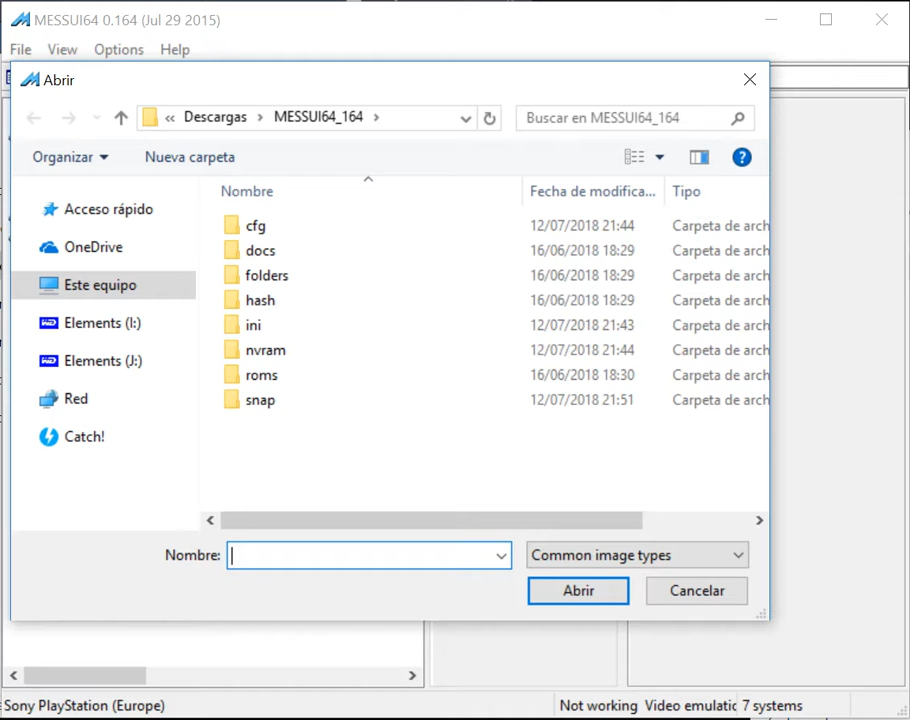 MESSUI64 0.164 (Jul 29 2015)
File View Options Help
Abrir
« Descargas > MESSUI64_164 >
Buscar en MESSUI64_164
Organizar
Nueva carpeta
Nombre Fecha de modifica... Tipo
Acceso rápido
OneDrive
Este equipo
Elements (I:)
Elements (J:)
Red
Catch!
cfg 12/07/2018 21:44 Carpeta de arch
docs 16/06/2018 18:29 Carpeta de arch
folders 16/06/2018 18:29 Carpeta de arch
hash 16/06/2018 18:29 Carpeta de arch
ini 12/07/2018 21:43 Carpeta de arch
nvram 12/07/2018 21:44 Carpeta de arch
roms 16/06/2018 18:30 Carpeta de arch
snap 12/07/2018 21:51 Carpeta de arch
Nombre:
Common image types
Abrir Cancelar
Sony PlayStation (Europe) Not working Video emulatic 7 systems